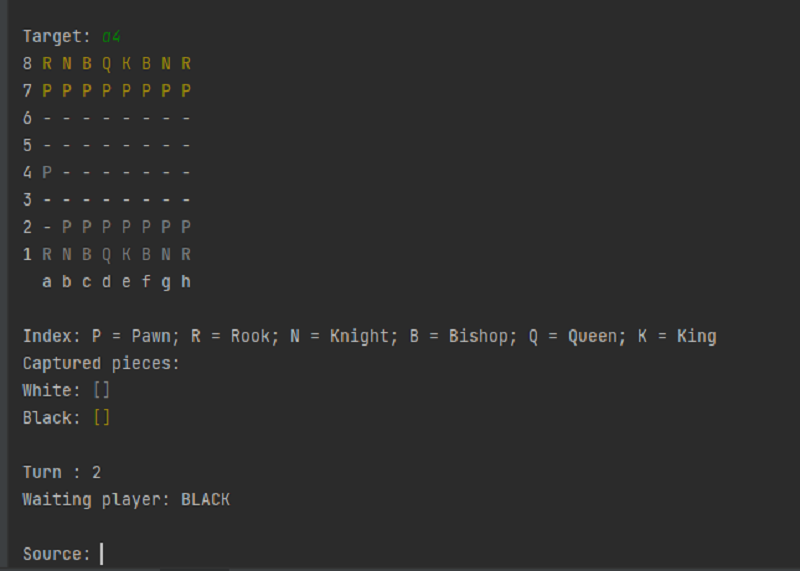 Target: a4
8 R N B Q K B N R
7 P P P P P P P P
6 - - - - - - - -
5 - - - - - - - -
4 P - - - - - - -
3 - - - - - - - -
2 - P P P P P P P
1 R N B Q K B N R
a b c d e f g h
Index: P = Pawn; R = Rook; N = Knight; B = Bishop; Q = Queen; K = King
Captured pieces:
White: []
Black: []
Turn : 2
Waiting player: BLACK
Source: